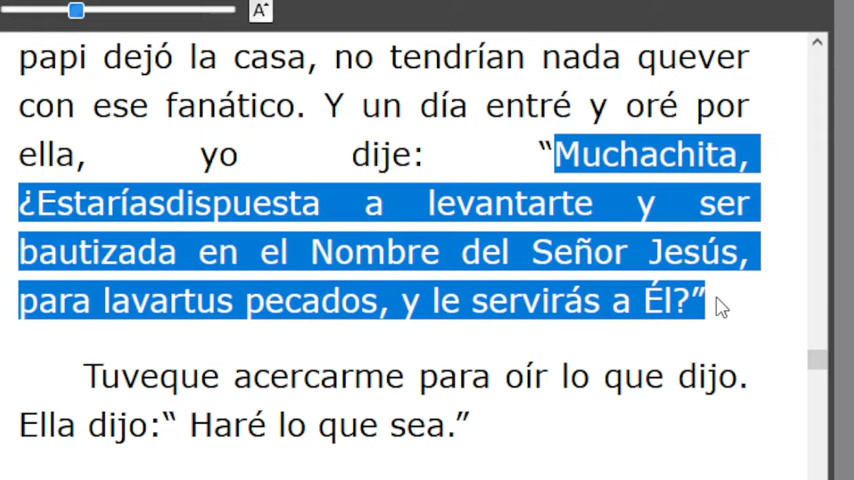 A
papi dejó la casa, no tendrían nada quever
con ese fanático. Y un día entré y oré por
ella, yo dije: “Muchachita,
¿Estaríasdispuesta a levantarte y ser
bautizada en el Nombre del Señor Jesús,
para lavartus pecados, y le servirás a Él?”
Tuveque acercarme para oír lo que dijo.
Ella dijo:“ Haré lo que sea.”